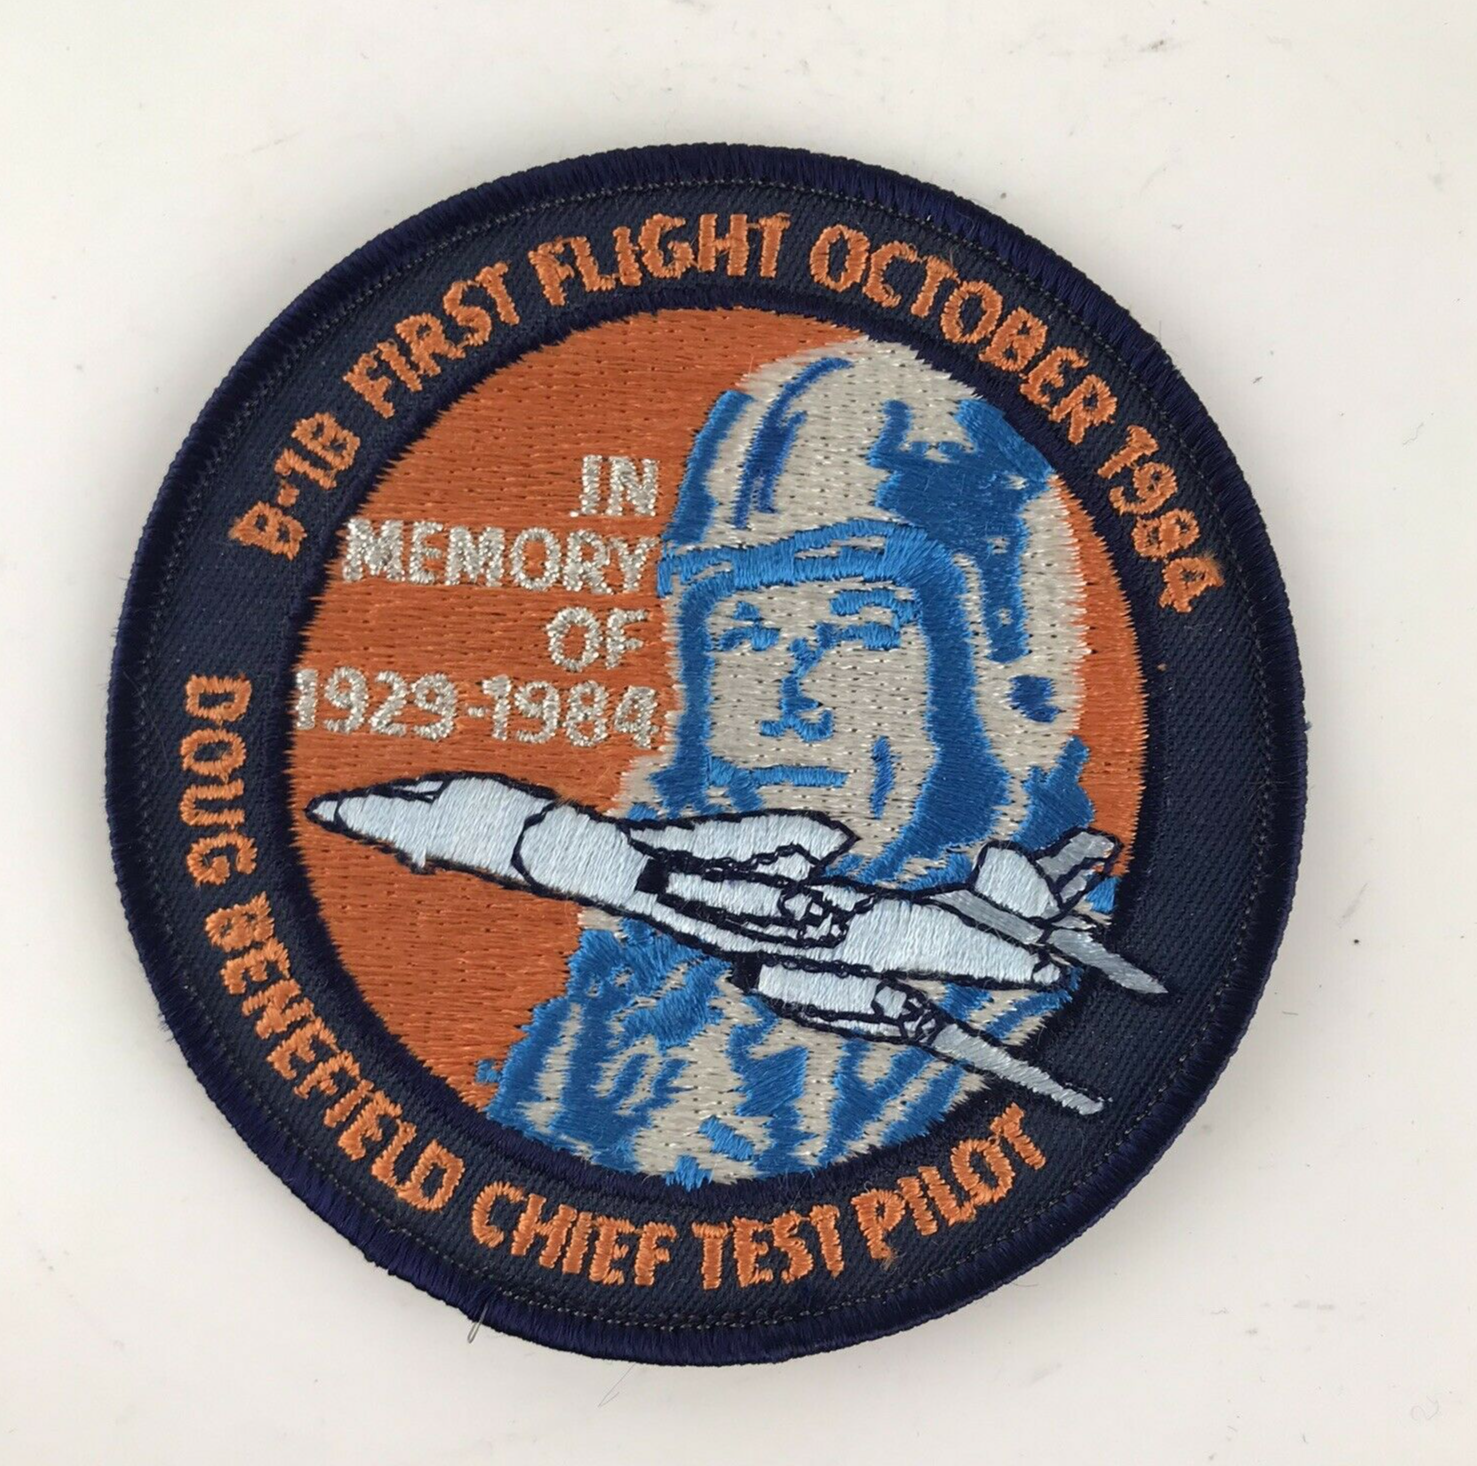 B-1B FIRST FLIGHT OCTOBER 1984
IN
MEMORY
OF
1929-1984
DOUG BENEFIELD CHIEF TEST PILOT